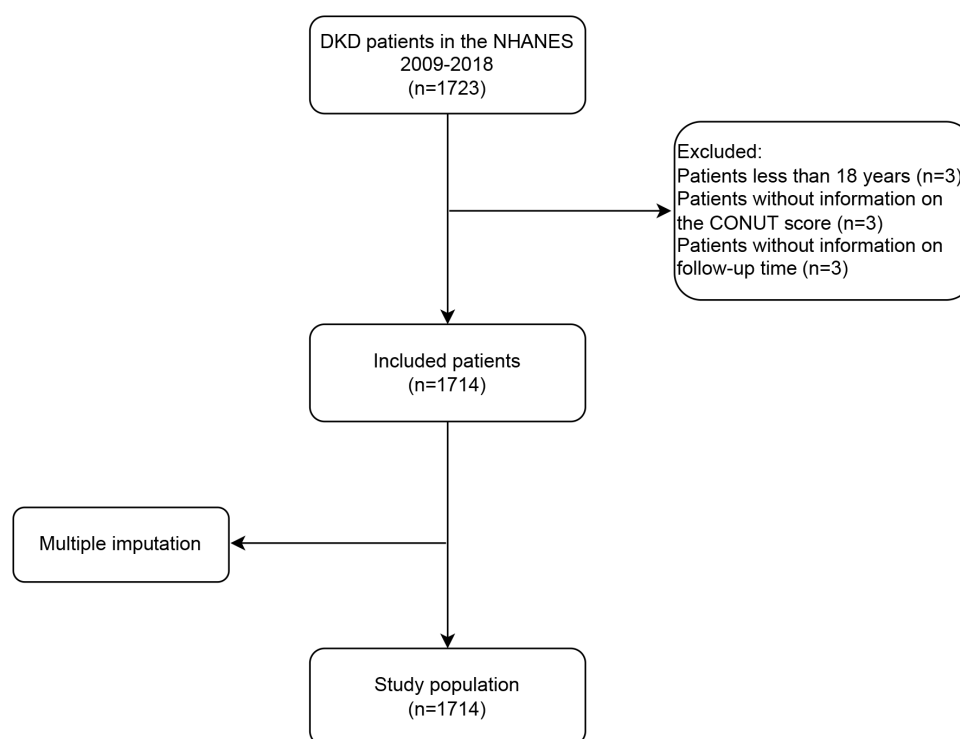 DKD patients in the NHANES
2009-2018
(n=1723)
Excluded:
Patients less than 18 years (n=3)
Patients without information on
the CONUT score (n=3)
Patients without information on
follow-up time (n=3)
Included patients
(n=1714)
Multiple imputation
Study population
(n=1714)